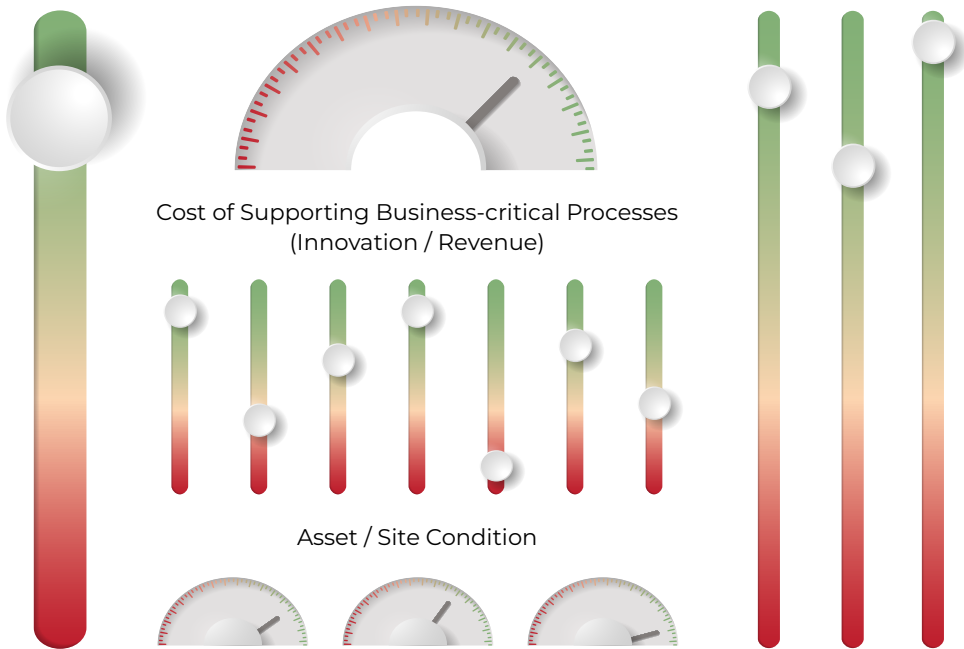 Cost of Supporting Business-critical Processes
(Innovation / Revenue)
Asset / Site Condition